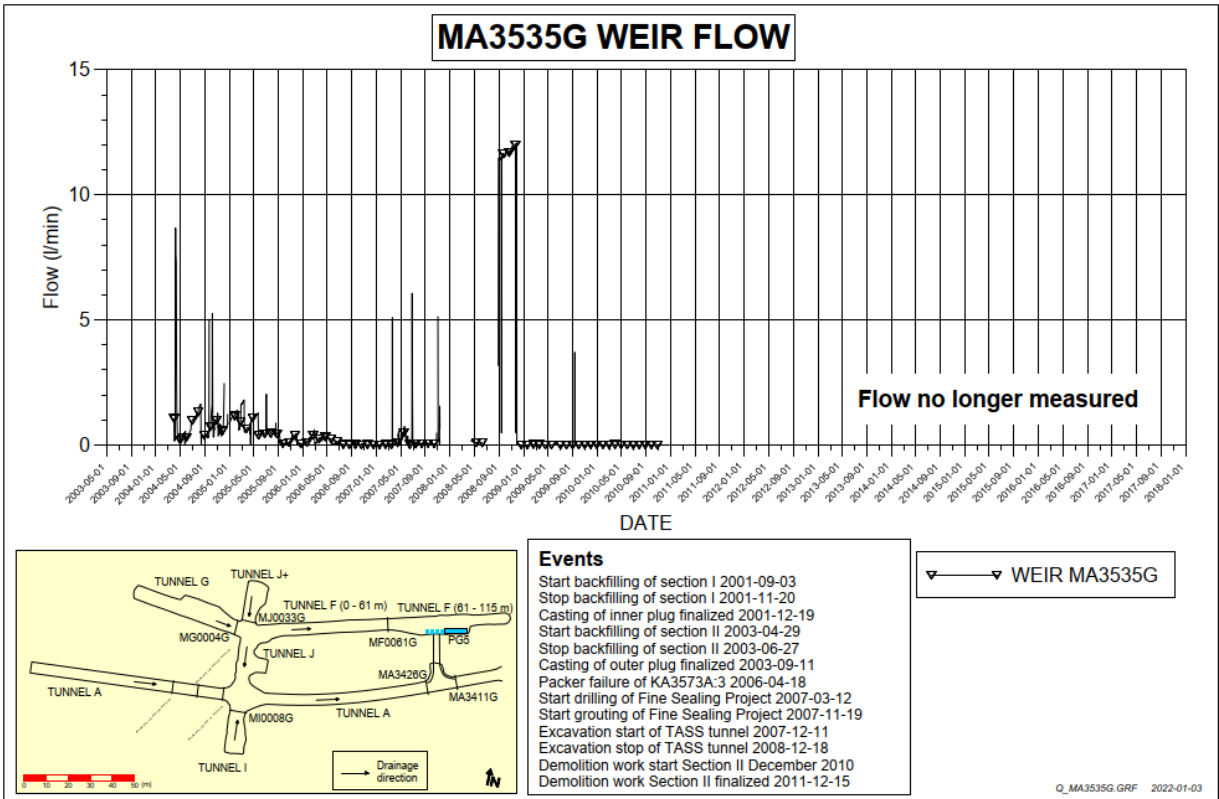 MA3535G WEIR FLOW
15
10
5
0
Flow (l/min)
Flow no longer measured
2003-05-01
2003-09-01
2004-01-01
2004-05-01
2004-09-01
2005-01-01
2005-05-01
2005-09-01
2006-01-01
2006-05-01
2006-09-01
2007-01-01
2007-05-01
2007-09-01
2008-01-01
2008-05-01
2008-09-01
2009-01-01
2009-05-01
2009-09-01
2010-01-01
2010-05-01
2010-09-01
2011-01-01
2011-05-01
2011-09-01
2012-01-01
2012-05-01
2012-09-01
2013-01-01
2013-05-01
2013-09-01
2014-01-01
2014-05-01
2014-09-01
2015-01-01
2015-05-01
2015-09-01
2016-01-01
2016-05-01
2016-09-01
2017-01-01
2017-05-01
2017-09-01
2018-01-01
DATE
TUNNEL G
TUNNEL J+
TUNNEL F (0 - 61 m)
TUNNEL F (61 - 115 m)
MJ0033G
MG0004G
MF0061G
PG5
TUNNEL J
MA3426G
MA3411G
TUNNEL A
TUNNEL A
MI0008G
TUNNEL I
Drainage
direction
0 10 20 30 40 50 (m)
N
Events
Start backfilling of section I 2001-09-03
Stop backfilling of section I 2001-11-20
Casting of inner plug finalized 2001-12-19
Start backfilling of section II 2003-04-29
Stop backfilling of section II 2003-06-27
Casting of outer plug finalized 2003-09-11
Packer failure of KA3573A:3 2006-04-18
Start drilling of Fine Sealing Project 2007-03-12
Start grouting of Fine Sealing Project 2007-11-19
Excavation start of TASS tunnel 2007-12-11
Excavation stop of TASS tunnel 2008-12-18
Demolition work start Section II December 2010
Demolition work Section II finalized 2011-12-15
WEIR MA3535G
Q_MA3535G.GRF 2022-01-03